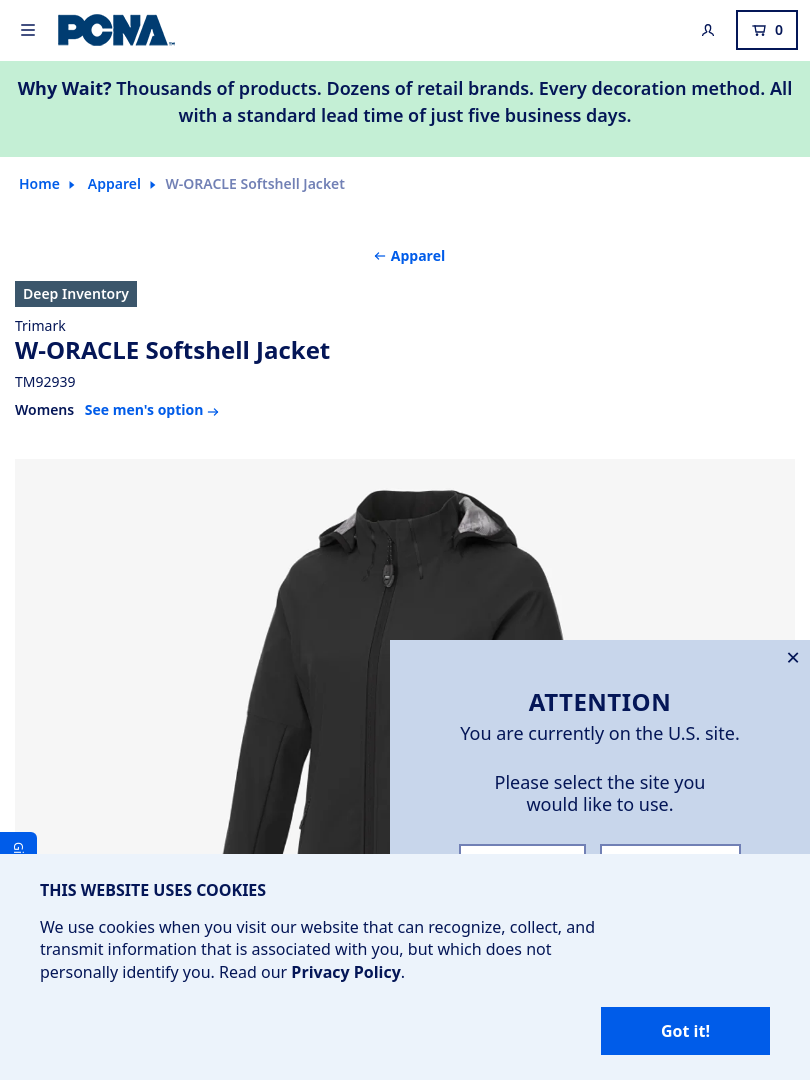 PCNA™
0
Why Wait? Thousands of products. Dozens of retail brands. Every decoration method. All
with a standard lead time of just five business days.
Home Apparel W-ORACLE Softshell Jacket
← Apparel
Deep Inventory
Trimark
W-ORACLE Softshell Jacket
TM92939
Womens See men's option →
ATTENTION
You are currently on the U.S. site.
Please select the site you
would like to use.
THIS WEBSITE USES COOKIES
We use cookies when you visit our website that can recognize, collect, and
transmit information that is associated with you, but which does not
personally identify you. Read our Privacy Policy.
Got it!